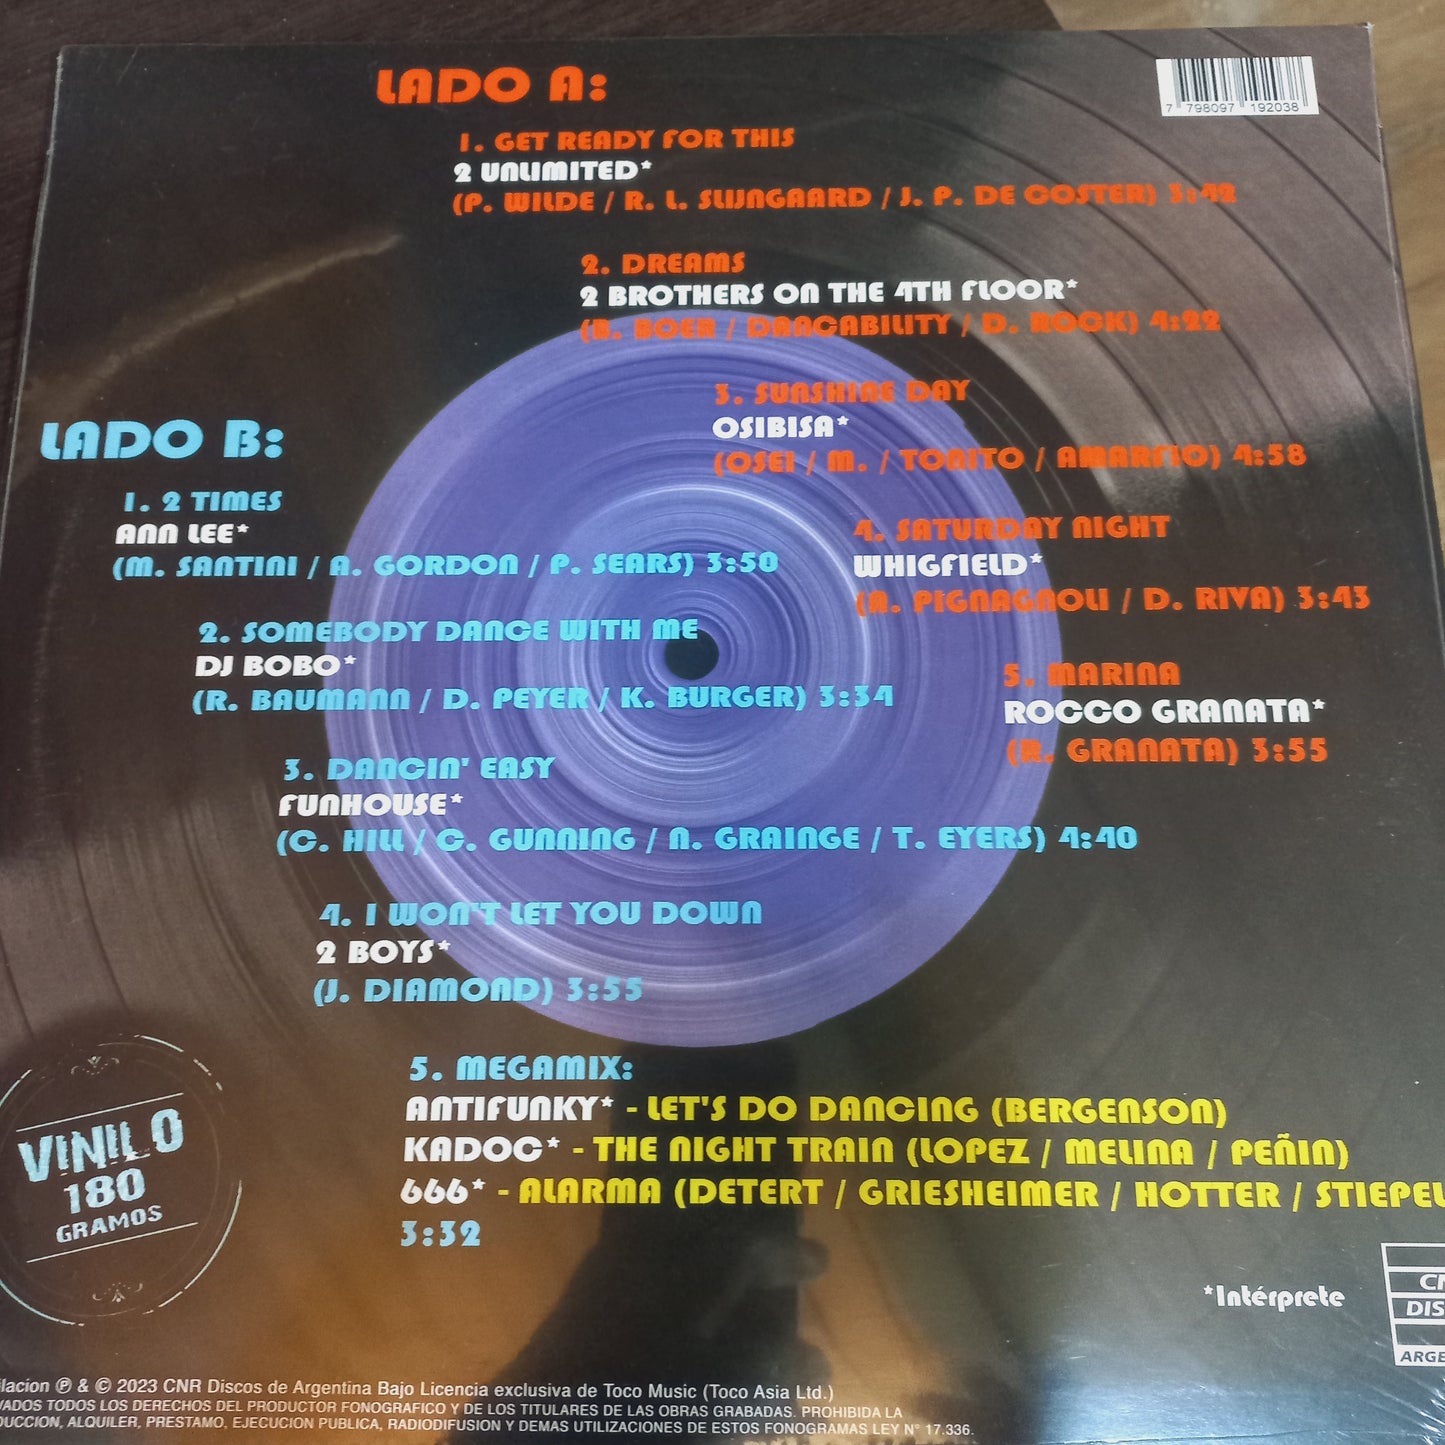 LADO A:
1. GET READY FOR THIS
2 UNLIMITED*
(P. WILDE / R. L. SLIJNGAARD / J. P. DE COSTER) 3:42
2. DREAMS
2 BROTHERS ON THE 4TH FLOOR*
(R. BOER / DANCABILITY / D. ROCK) 4:22
3. SUNSHINE DAY
OSIBISA*
(OSEI / M. / TONTTO / AMARFIO) 4:58
4. SATURDAY NIGHT
WHIGFIELD*
(A. PIGNAGNOLI / D. RIVA) 3:43
5. MARINA
ROCCO GRANATA*
(R. GRANATA) 3:55
LADO B:
1. 2 TIMES
ANN LEE*
(M. SANTINI / A. GORDON / P. SEARS) 3:50
2. SOMEBODY DANCE WITH ME
DJ BOBO*
(R. BAUMANN / D. PEYER / K. BURGER) 3:34
3. DANCIN' EASY
FUNHOUSE*
(C. HILL / C. GUNNING / N. GRAINGE / T. EYERS) 4:40
4. I WON'T LET YOU DOWN
2 BOYS*
(J. DIAMOND) 3:55
5. MEGAMIX:
ANTIFUNKY* - LET'S DO DANCING (BERGENSON)
KADOC* - THE NIGHT TRAIN (LOPEZ / MELINA / PEÑIN)
666* - ALARMA (DETERT / GRIESHEIMER / HOTTER / STIEPEL
3:32
VINILO
180
GRAMOS
*Intérprete
CN
DIS
ARGE
7 798097 192038
lacion ℗ & © 2023 CNR Discos de Argentina Bajo Licencia exclusiva de Toco Music (Toco Asia Ltd.)
VADOS TODOS LOS DERECHOS DEL PRODUCTOR FONOGRAFICO Y DE LOS TITULARES DE LAS OBRAS GRABADAS. PROHIBIDA LA
DUCCION, ALQUILER, PRESTAMO, EJECUCION PUBLICA, RADIODIFUSION Y DEMAS UTILIZACIONES DE ESTOS FONOGRAMAS LEY N° 17.336.